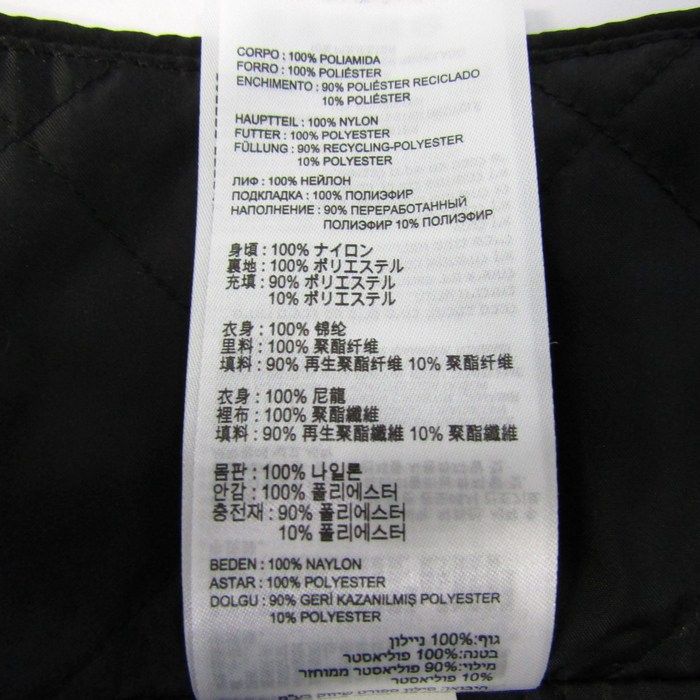 CORPO : 100% POLIAMIDA
FORRO : 100% POLIÉSTER
ENCHIMENTO : 90% POLIÉSTER RECICLADO
10% POLIÉSTER
HAUPTTEIL : 100% NYLON
FUTTER : 100% POLYESTER
FÜLLUNG : 90% RECYCLING-POLYESTER
10% POLYESTER
ЛИФ : 100% НЕЙЛОН
ПОДКЛАДКА : 100% ПОЛИЭФИР
НАПОЛНЕНИЕ : 90% ПЕРЕРАБОТАННЫЙ
ПОЛИЭФИР 10% ПОЛИЭФИР
身頃 : 100% ナイロン
裏地 : 100% ポリエステル
充填 : 90% ポリエステル
10% ポリエステル
衣身 : 100% 锦纶
里料 : 100% 聚酯纤维
填料 : 90% 再生聚酯纤维 10% 聚酯纤维
衣身 : 100% 尼龍
裡布 : 100% 聚酯纖維
填料 : 90% 再生聚酯纖維 10% 聚酯纖維
몸판 : 100% 나일론
안감 : 100% 폴리에스터
충전재 : 90% 폴리에스터
10% 폴리에스터
BEDEN : 100% NAYLON
ASTAR : 100% POLYESTER
DOLGU : 90% GERİ KAZANILMIŞ POLYESTER
10% POLYESTER
גוף: 100% ניילון
בטנה: 100% פוליאסטר
מילוי: 90% פוליאסטר ממוחזר
10% פוליאסטר